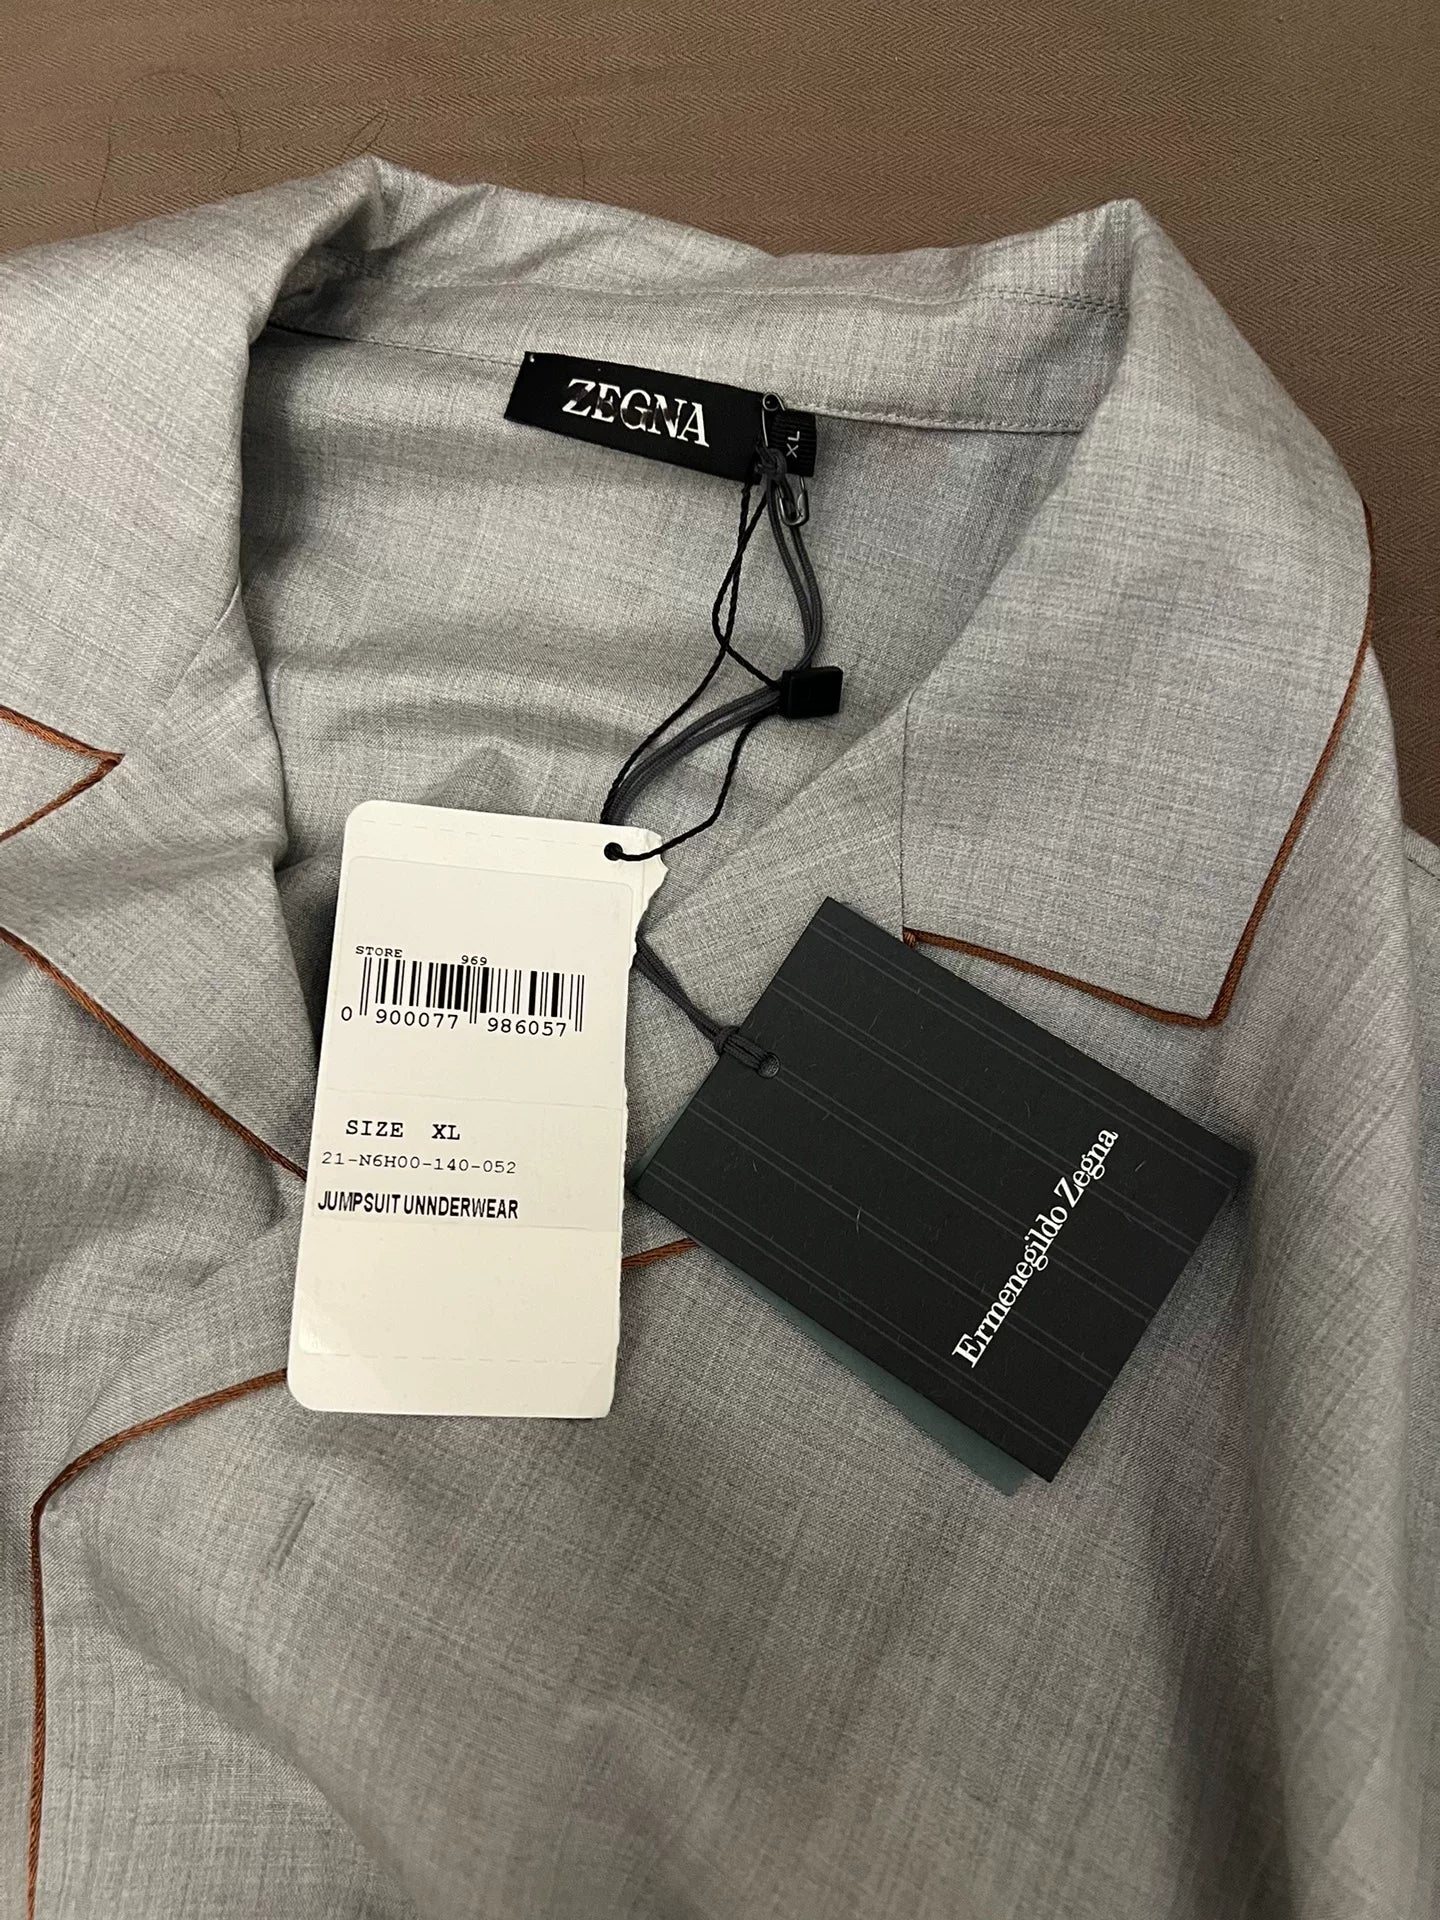 ZEGNA
XL
STORE 969
0 900077 986057
SIZE XL
21-N6H00-140-052
JUMPSUIT UNNDERWEAR
Ermenegildo Zegna